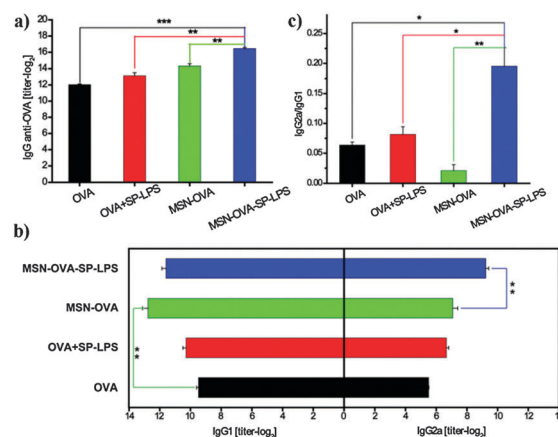 a)
***
**
**
IgG anti-OVA [titer-log2]
20
18
16
14
12
10
8
6
4
2
0
OVA
OVA+SP-LPS
MSN-OVA
MSN-OVA-SP-LPS
c)
*
*
**
IgG2a/IgG1
0.25
0.20
0.15
0.10
0.05
0.00
OVA
OVA+SP-LPS
MSN-OVA
MSN-OVA-SP-LPS
b)
MSN-OVA-SP-LPS
MSN-OVA
OVA+SP-LPS
OVA
**
**
14 12 10 8 6 4 2 0 2 4 6 8 10 12 14
IgG1 [titer-log2] IgG2a [titer-log2]